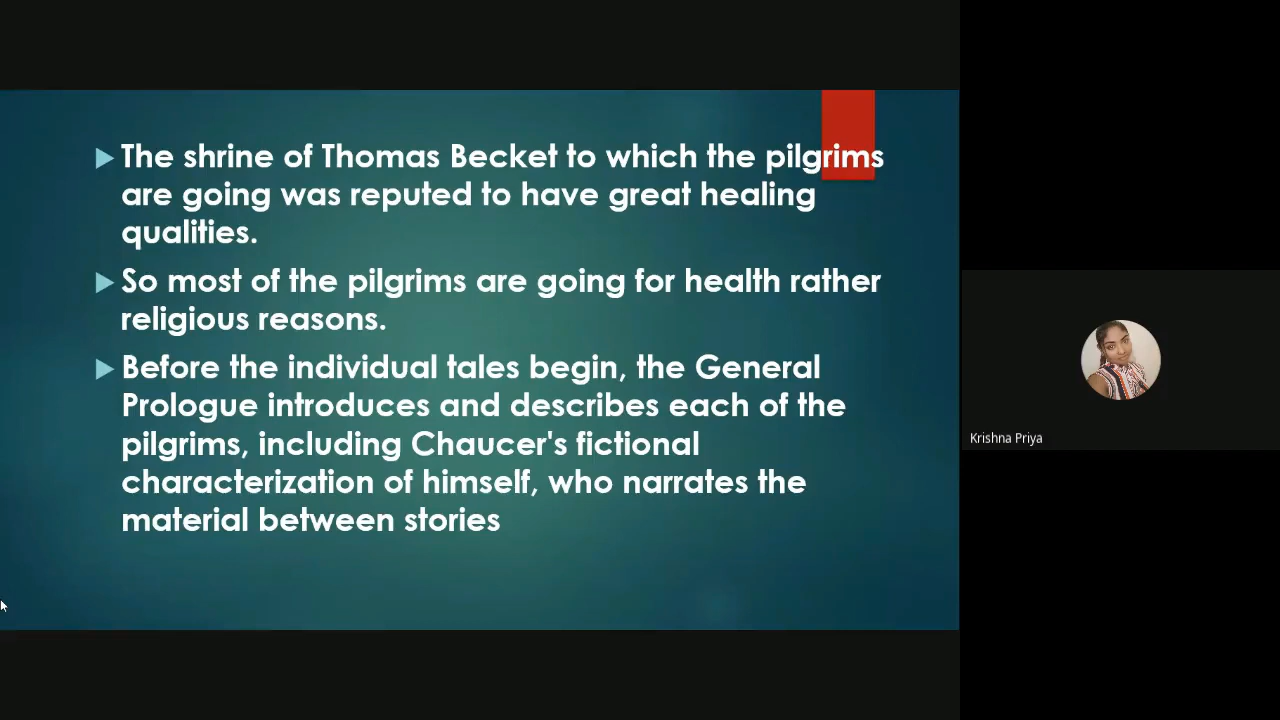 The shrine of Thomas Becket to which the pilgrims
are going was reputed to have great healing
qualities.
So most of the pilgrims are going for health rather
religious reasons.
Before the individual tales begin, the General
Prologue introduces and describes each of the
pilgrims, including Chaucer's fictional
characterization of himself, who narrates the
material between stories
Krishna Priya